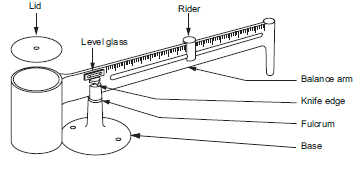 Lid
Rider
Level glass
Balance arm
Knife edge
Fulcrum
Base